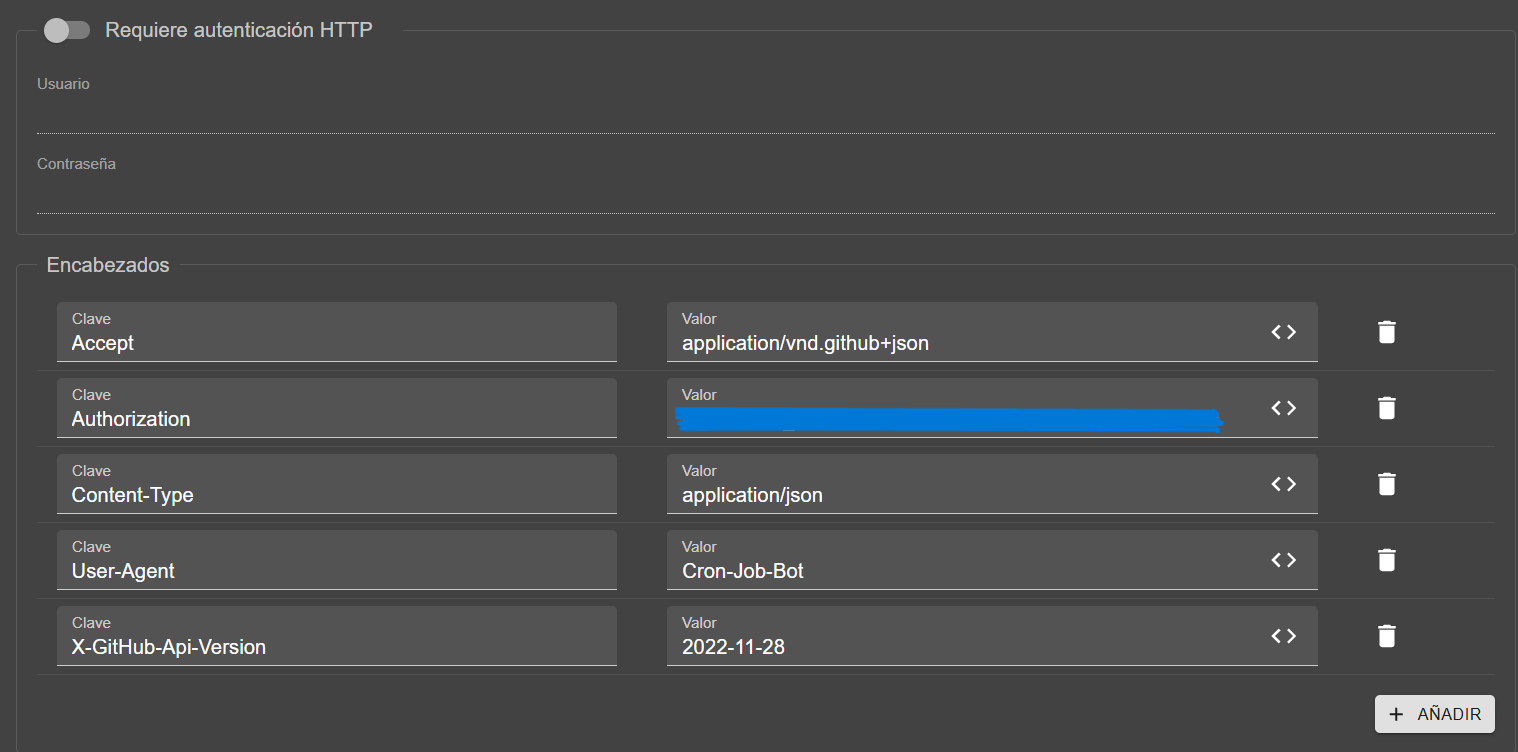 Requiere autenticación HTTP
Usuario
Contraseña
Encabezados
Clave
Accept
Valor
application/vnd.github+json
Clave
Authorization
Valor
Clave
Content-Type
Valor
application/json
Clave
User-Agent
Valor
Cron-Job-Bot
Clave
X-GitHub-Api-Version
Valor
2022-11-28
+ AÑADIR